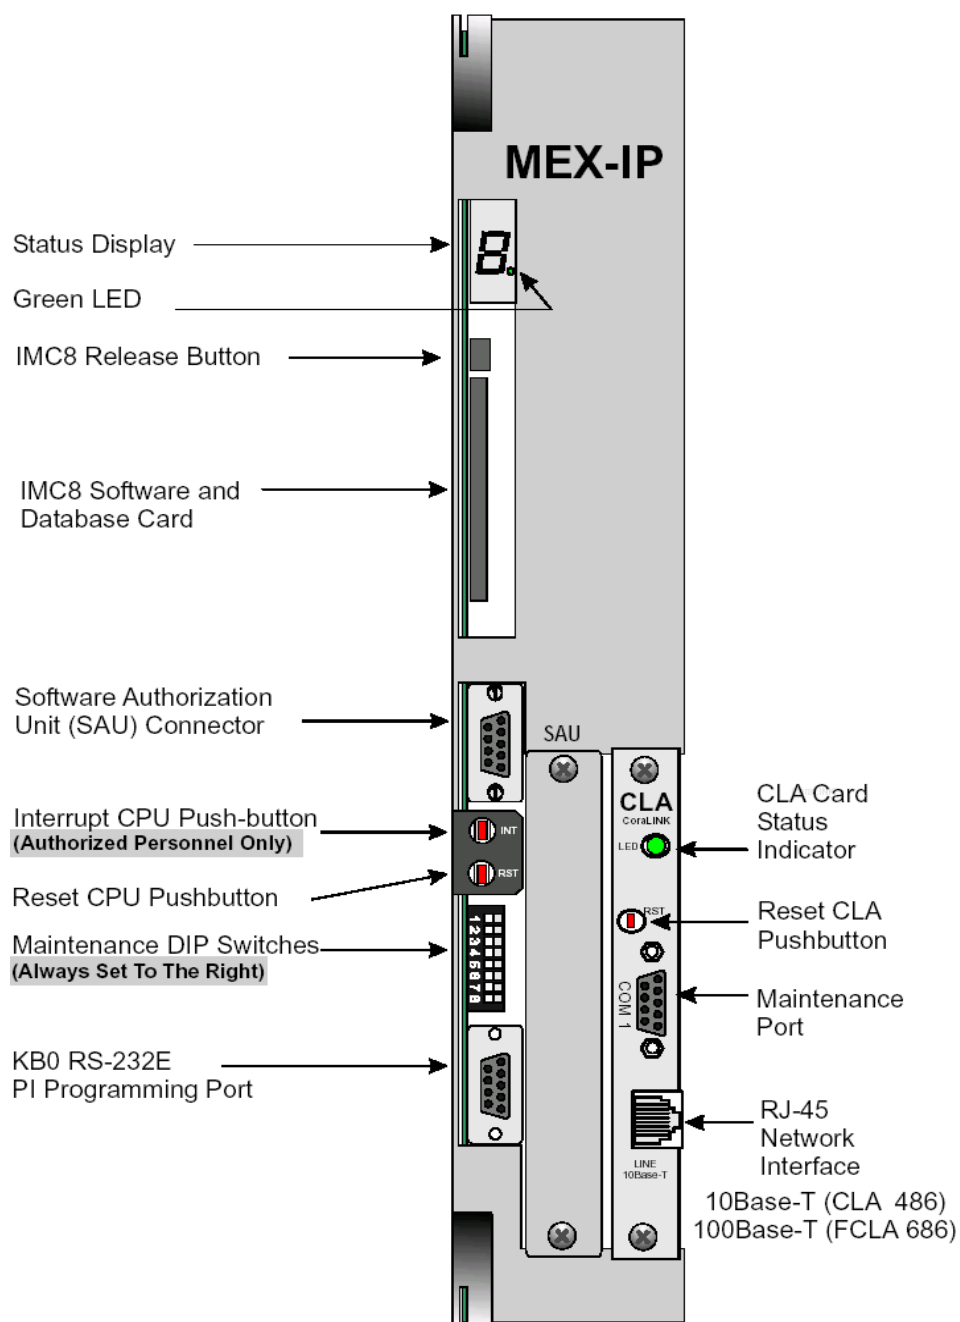 MEX-IP
Status Display
8.
Green LED
IMC8 Release Button
IMC8 Software and
Database Card
Software Authorization
Unit (SAU) Connector
SAU
Interrupt CPU Push-button
(Authorized Personnel Only)
INT
Reset CPU Pushbutton
RST
Maintenance DIP Switches
(Always Set To The Right)
12345678
KB0 RS-232E
PI Programming Port
CLA
CoraLINK
LED
CLA Card
Status
Indicator
RST
Reset CLA
Pushbutton
COM 1
Maintenance
Port
RJ-45
Network
Interface
LINE
10Base-T
10Base-T (CLA 486)
100Base-T (FCLA 686)